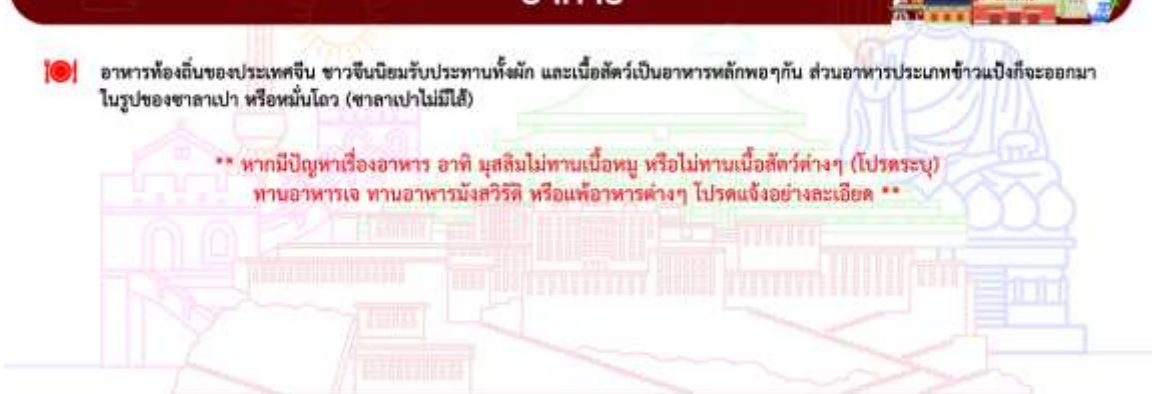 อาหารท้องถิ่นของประเทศจีน ชาวจีนนิยมรับประทานทั้งผัก และเนื้อสัตว์เป็นอาหารหลักพอๆกัน ส่วนอาหารประเภทข้าวแป้งก็จะออกมา
ในรูปของซาลาเปา หรือหมั่นโถว (ซาลาเปาไม่มีไส้)
** หากมีปัญหาเรื่องอาหาร อาทิ มุสลิมไม่ทานเนื้อหมู หรือไม่ทานเนื้อสัตว์ต่างๆ (โปรดระบุ)
ทานอาหารเจ ทานอาหารมังสวิรัติ หรือแพ้อาหารต่างๆ โปรดแจ้งอย่างละเอียด **